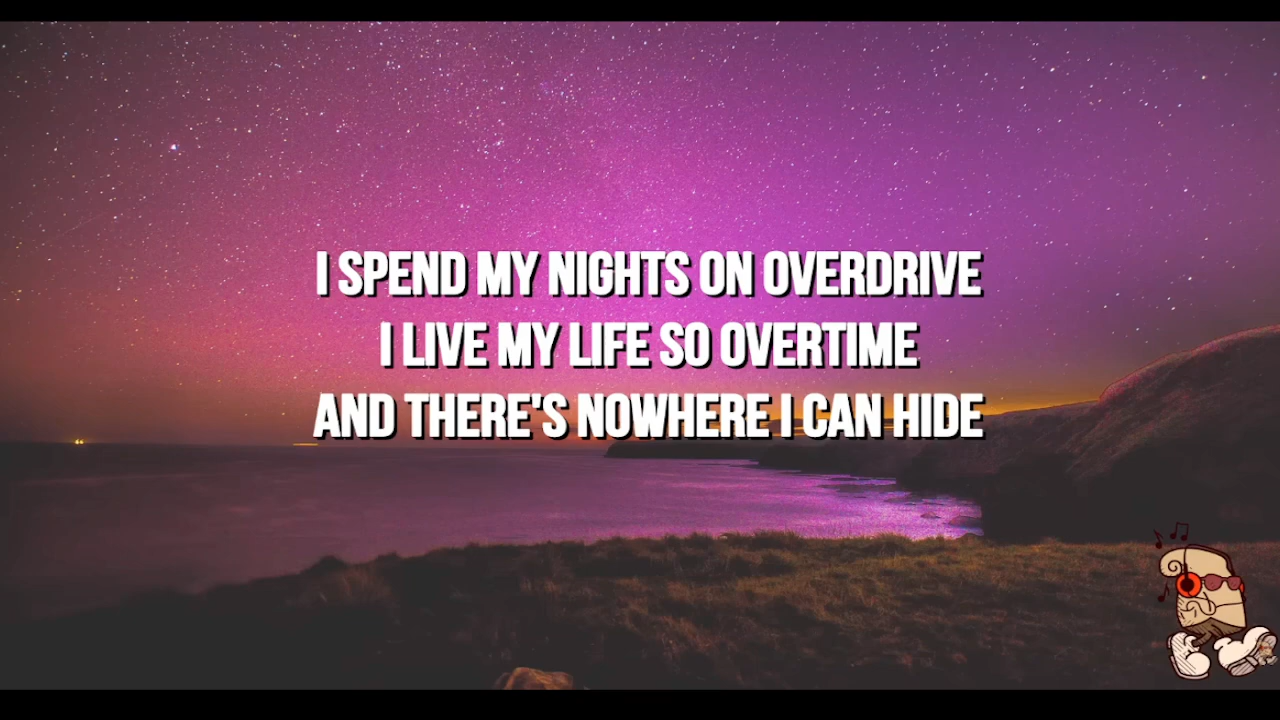 I SPEND MY NIGHTS ON OVERDRIVE
I LIVE MY LIFE SO OVERTIME
AND THERE'S NOWHERE I CAN HIDE